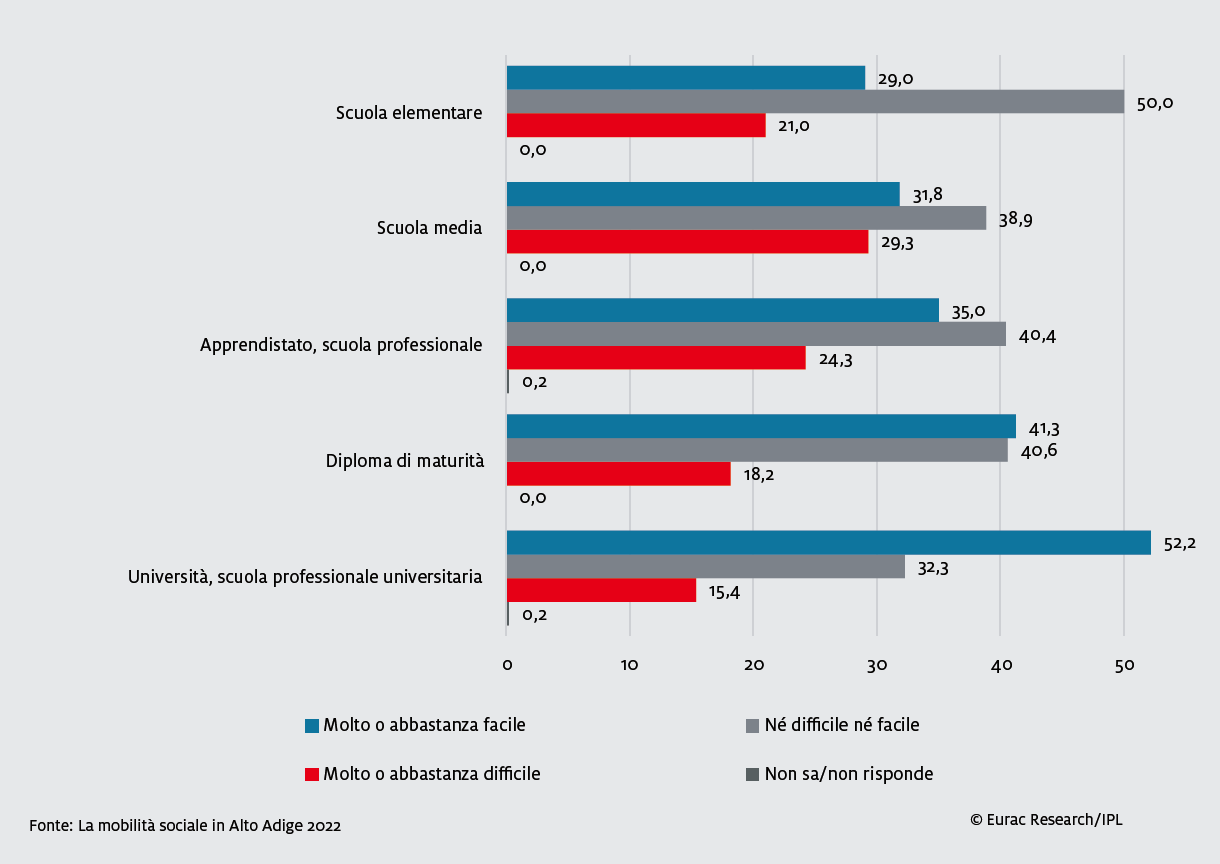 29,0
Scuola elementare
50,0
21,0
0,0
31,8
Scuola media
38,9
29,3
0,0
35,0
Apprendistato, scuola professionale
40,4
24,3
0,2
41,3
Diploma di maturità
40,6
18,2
0,0
52,2
Università, scuola professionale universitaria
32,3
15,4
0,2
0 10 20 30 40 50
Molto o abbastanza facile
Né difficile né facile
Molto o abbastanza difficile
Non sa/non risponde
Fonte: La mobilità sociale in Alto Adige 2022
© Eurac Research/IPL